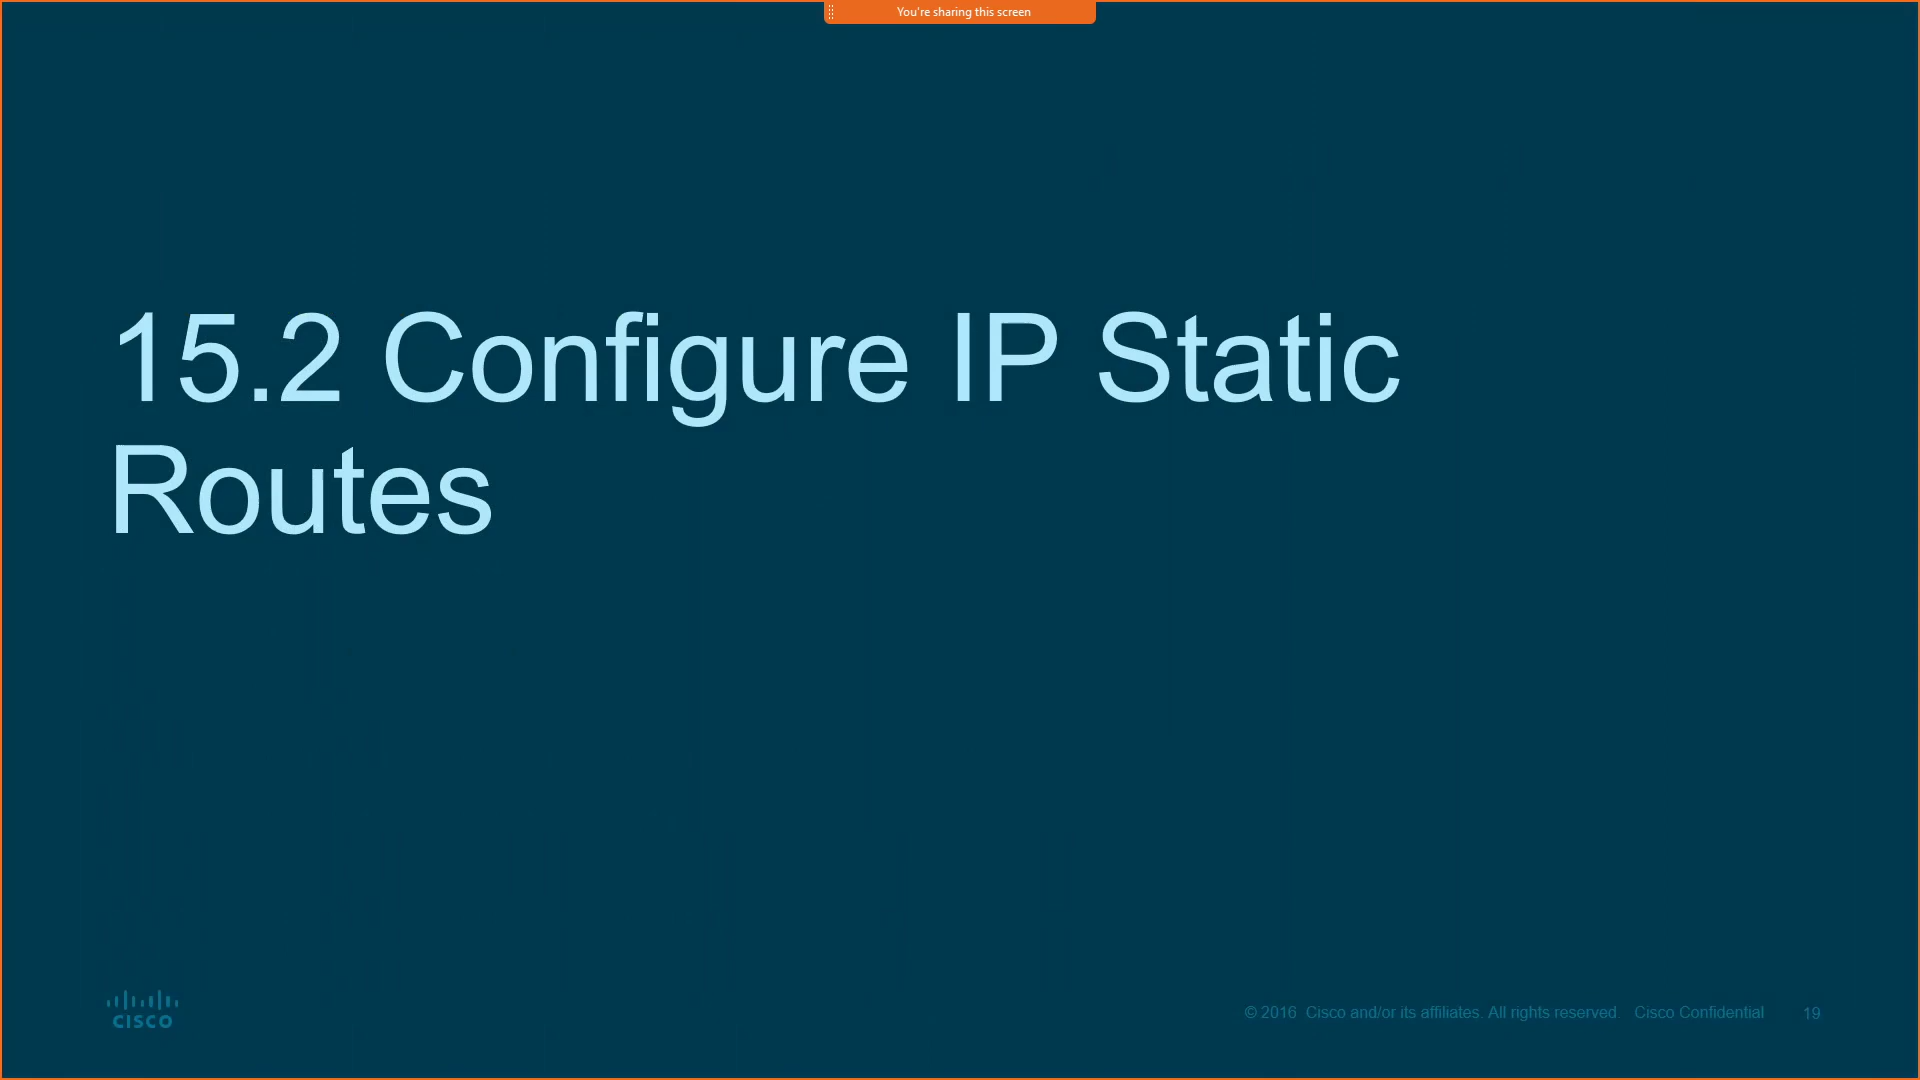 You're sharing this screen
15.2 Configure IP Static
Routes
CISCO
© 2016 Cisco and/or its affiliates. All rights reserved. Cisco Confidential 19